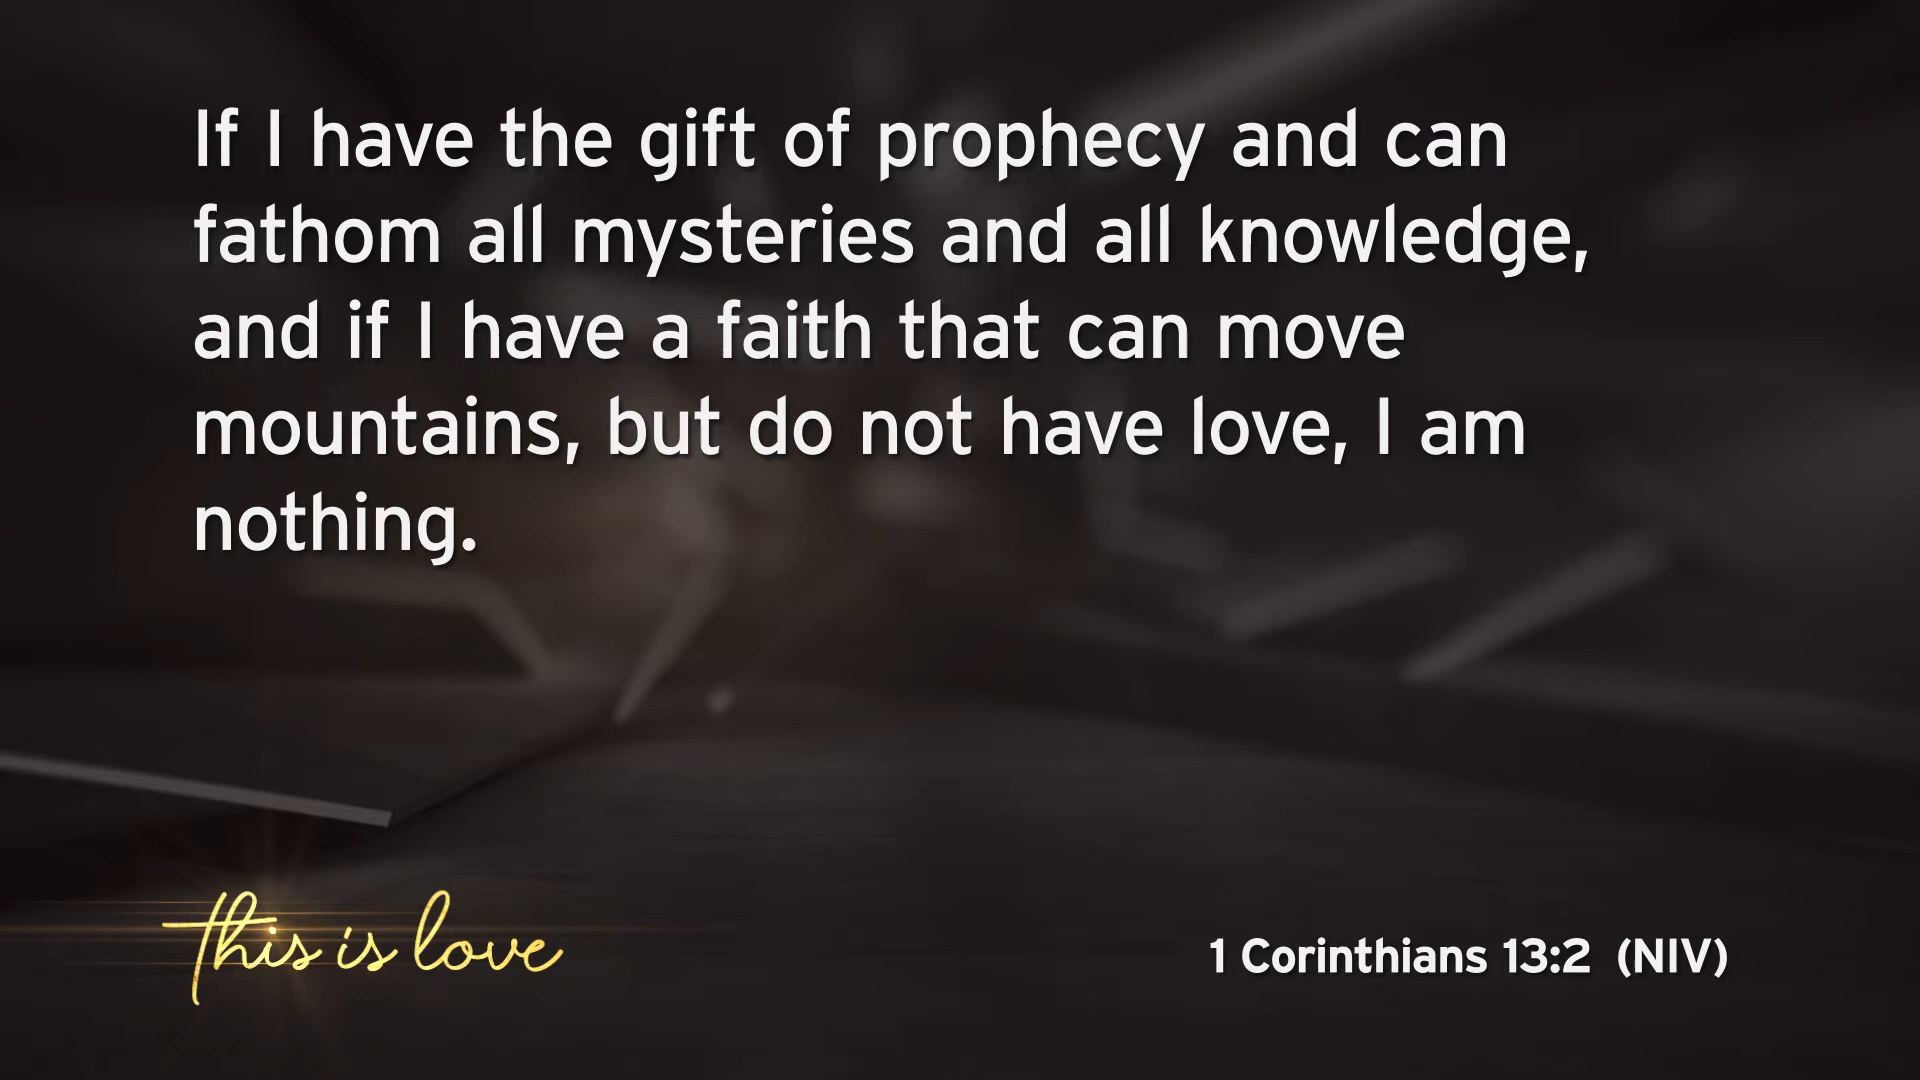 If I have the gift of prophecy and can
fathom all mysteries and all knowledge,
and if I have a faith that can move
mountains, but do not have love, I am
nothing.
this is love
1 Corinthians 13:2 (NIV)